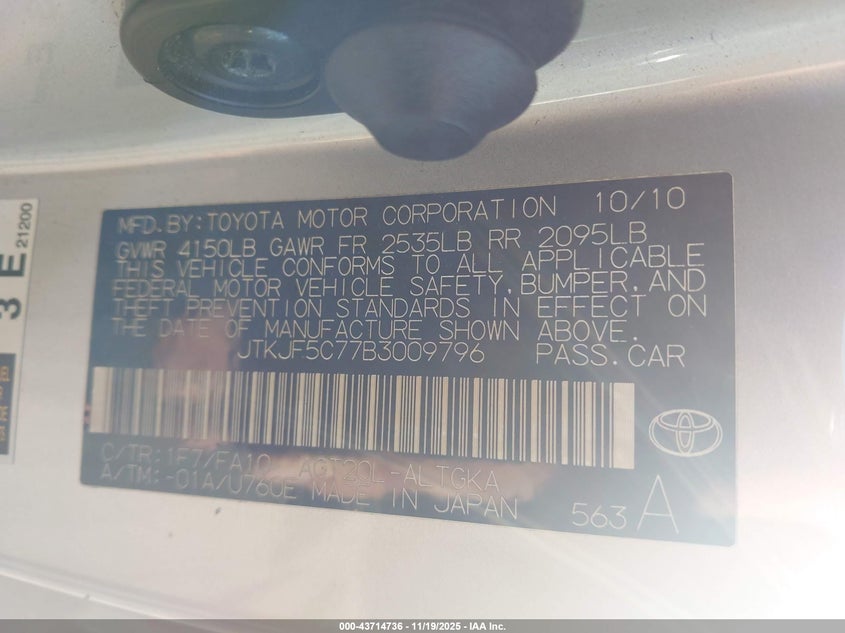 MFD.BY:TOYOTA MOTOR CORPORATION 10/10
GVWR 4150LB GAWR FR 2535LB RR 2095LB
THIS VEHICLE CONFORMS TO ALL APPLICABLE
FEDERAL MOTOR VEHICLE SAFETY,BUMPER,AND
THEFT PREVENTION STANDARDS IN EFFECT ON
THE DATE OF MANUFACTURE SHOWN ABOVE.
JTKJF5C77B3009796 PASS.CAR
C/TR:1F7/FA10 AGT20L-ALTGKA
A/TM:-01A/U760E MADE IN JAPAN
563 A
3 E
21200
000-43714736 - 11/19/2025 - IAA Inc.